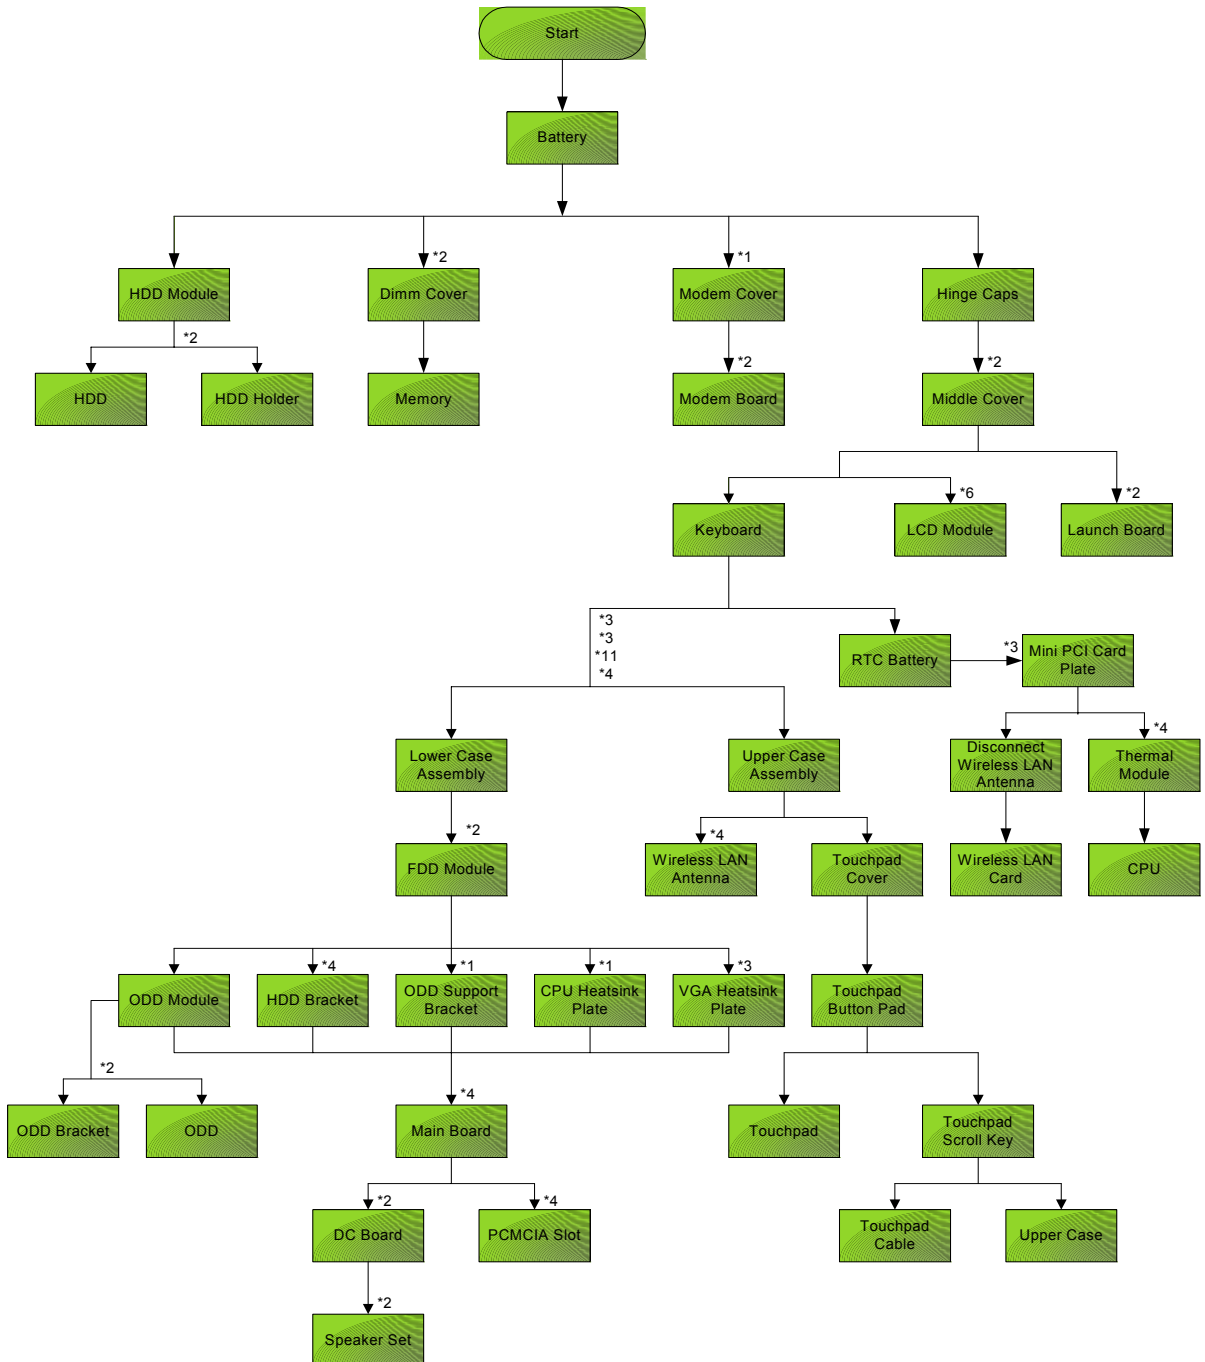 Start
Battery
*2
*1
HDD Module
Dimm Cover
Modem Cover
Hinge Caps
*2
*2
*2
HDD
HDD Holder
Memory
Modem Board
Middle Cover
*6
*2
Keyboard
LCD Module
Launch Board
*3
*3
*11
*4
RTC Battery
*3
Mini PCI Card
Plate
*4
Lower Case
Assembly
Upper Case
Assembly
Disconnect
Wireless LAN
Antenna
Thermal
Module
*2
*4
FDD Module
Wireless LAN
Antenna
Touchpad
Cover
Wireless LAN
Card
CPU
*4
*1
*1
*3
ODD Module
HDD Bracket
ODD Support
Bracket
CPU Heatsink
Plate
VGA Heatsink
Plate
Touchpad
Button Pad
*2
*4
ODD Bracket
ODD
Main Board
Touchpad
Touchpad
Scroll Key
*2
*4
DC Board
PCMCIA Slot
Touchpad
Cable
Upper Case
*2
Speaker Set